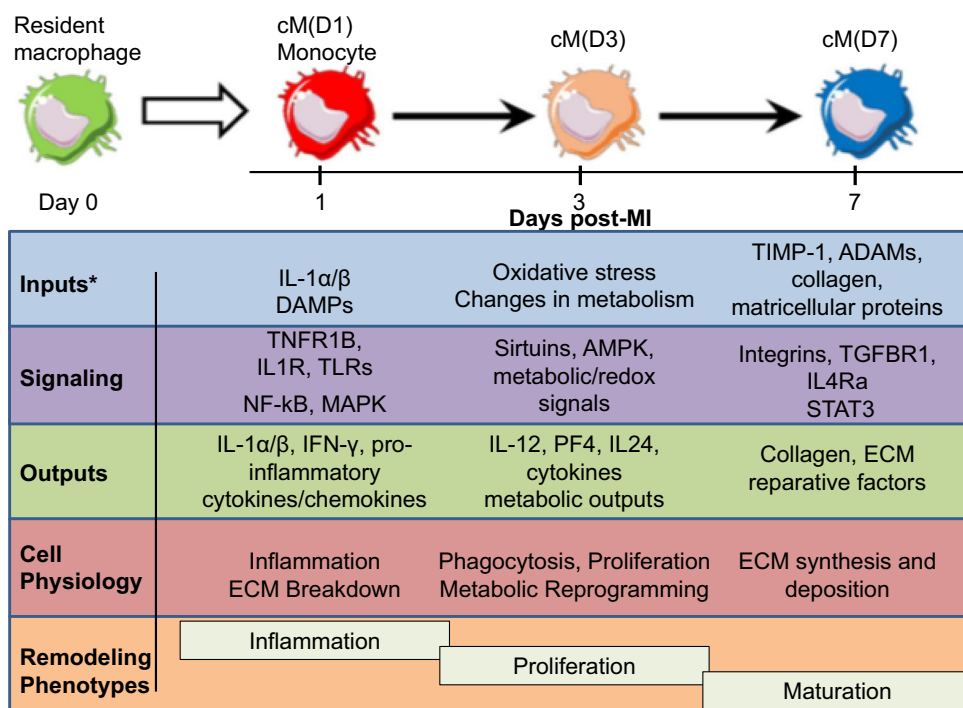 Resident
macrophage
cM(D1)
Monocyte
cM(D3)
cM(D7)
Day 0
1
3
7
Days post-MI
Inputs*
IL-1α/β
DAMPs
Oxidative stress
Changes in metabolism
TIMP-1, ADAMs,
collagen,
matricellular proteins
Signaling
TNFR1B,
IL1R, TLRs
NF-kB, MAPK
Sirtuins, AMPK,
metabolic/redox
signals
Integrins, TGFBR1,
IL4Ra
STAT3
Outputs
IL-1α/β, IFN-γ, pro-
inflammatory
cytokines/chemokines
IL-12, PF4, IL24,
cytokines
metabolic outputs
Collagen, ECM
reparative factors
Cell
Physiology
Inflammation
ECM Breakdown
Phagocytosis, Proliferation
Metabolic Reprogramming
ECM synthesis and
deposition
Remodeling
Phenotypes
Inflammation
Proliferation
Maturation